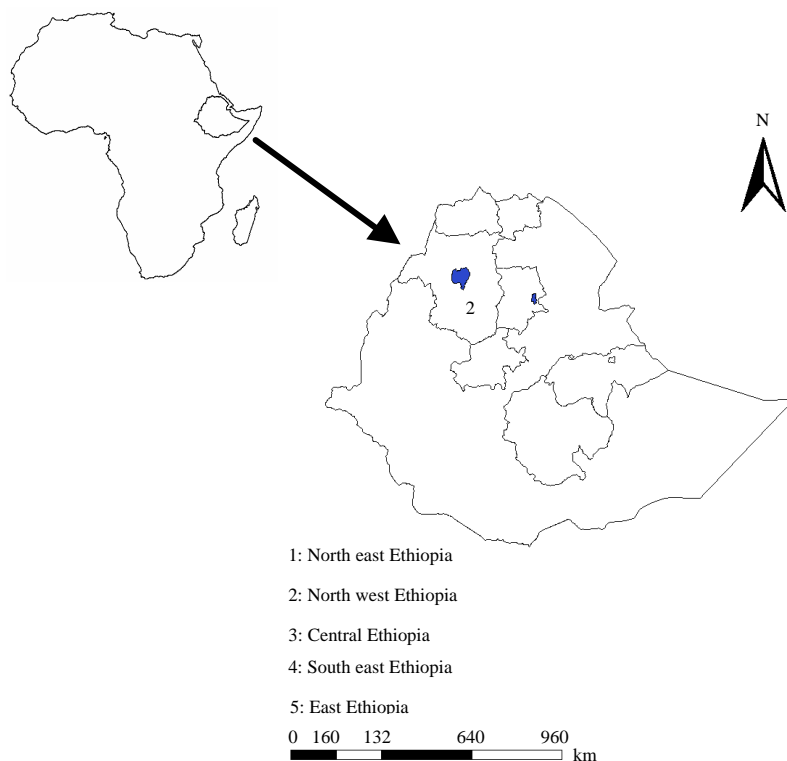 N
2
1: North east Ethiopia
2: North west Ethiopia
3: Central Ethiopia
4: South east Ethiopia
5: East Ethiopia
0 160 132 640 960
km